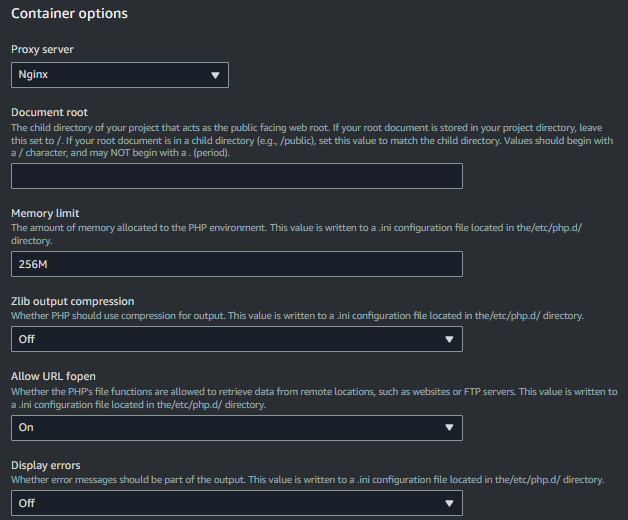 Container options
Proxy server
Nginx
Document root
The child directory of your project that acts as the public facing web root. If your root document is stored in your project directory, leave
this set to /. If your root document is in a child directory (e.g., /public), set this value to match the child directory. Values should begin with
a / character, and may NOT begin with a . (period).
Memory limit
The amount of memory allocated to the PHP environment. This value is written to a .ini configuration file located in the/etc/php.d/
directory.
256M
Zlib output compression
Whether PHP should use compression for output. This value is written to a .ini configuration file located in the/etc/php.d/ directory.
Off
Allow URL fopen
Whether the PHP's file functions are allowed to retrieve data from remote locations, such as websites or FTP servers. This value is written to
a .ini configuration file located in the/etc/php.d/ directory.
On
Display errors
Whether error messages should be part of the output. This value is written to a .ini configuration file located in the/etc/php.d/ directory.
Off